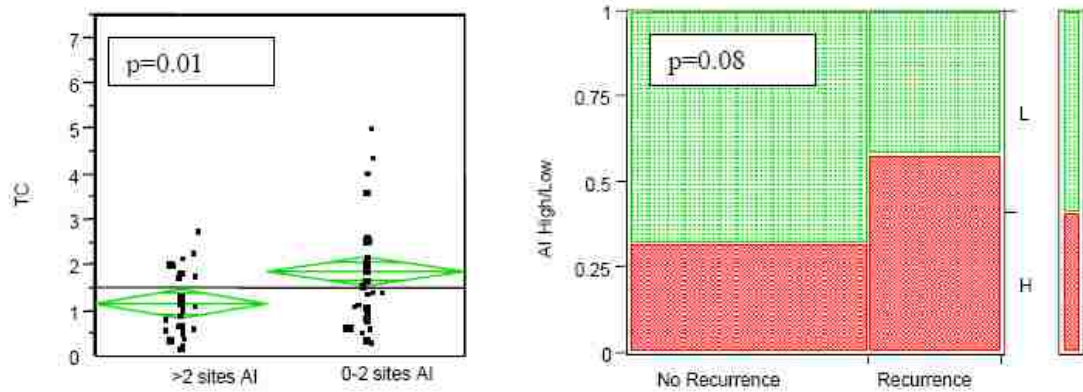 7
6
5
4
3
2
1
0
TC
p=0.01
>2 sites AI
0-2 sites AI
1
0.75
0.5
0.25
0
AI High/Low
p=0.08
No Recurrence
Recurrence
L
H